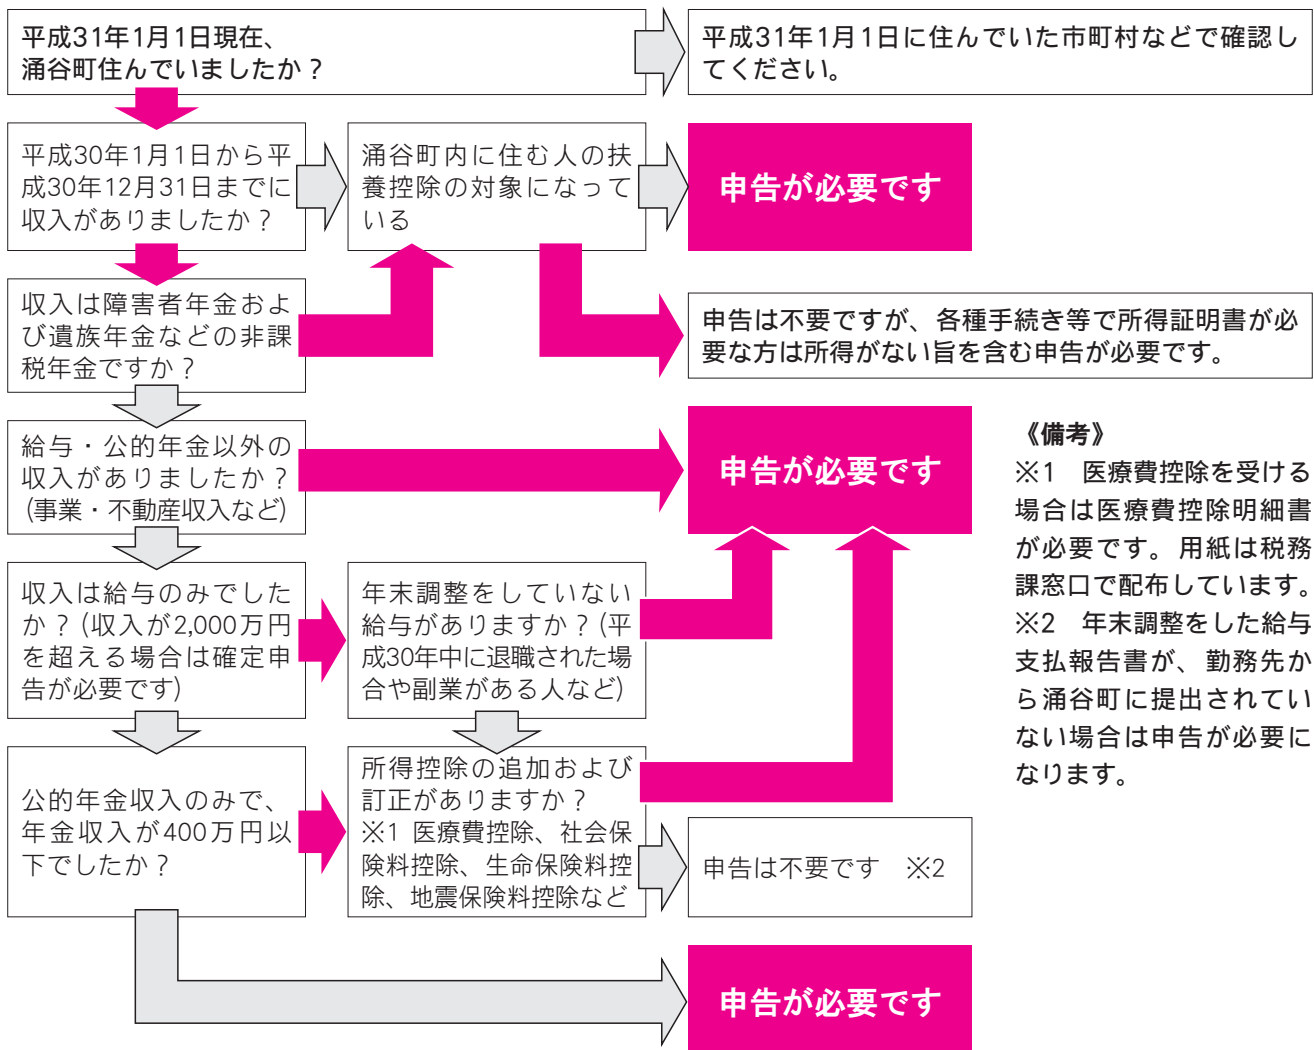 平成31年1月1日現在、
涌谷町住んでいましたか？
平成31年1月1日に住んでいた市町村などで確認し
てください。
平成30年1月1日から平
成30年12月31日までに
収入がありましたか？
涌谷町内に住む人の扶
養控除の対象になって
いる
申告が必要です
収入は障害者年金およ
び遺族年金などの非課
税年金ですか？
申告は不要ですが、各種手続き等で所得証明書が必
要な方は所得がない旨を含む申告が必要です。
給与・公的年金以外の
収入がありましたか？
(事業・不動産収入など)
申告が必要です
収入は給与のみでした
か？(収入が2,000万円
を超える場合は確定申
告が必要です)
年末調整をしていない
給与がありますか？(平
成30年中に退職された場
合や副業がある人など)
公的年金収入のみで、
年金収入が400万円以
下でしたか？
所得控除の追加および
訂正がありますか？
※1 医療費控除、社会保
険料控除、生命保険料控
除、地震保険料控除など
申告は不要です　※2
申告が必要です
《備考》
※1　医療費控除を受ける
場合は医療費控除明細書
が必要です。用紙は税務
課窓口で配布しています。
※2　年末調整をした給与
支払報告書が、勤務先か
ら涌谷町に提出されてい
ない場合は申告が必要に
なります。